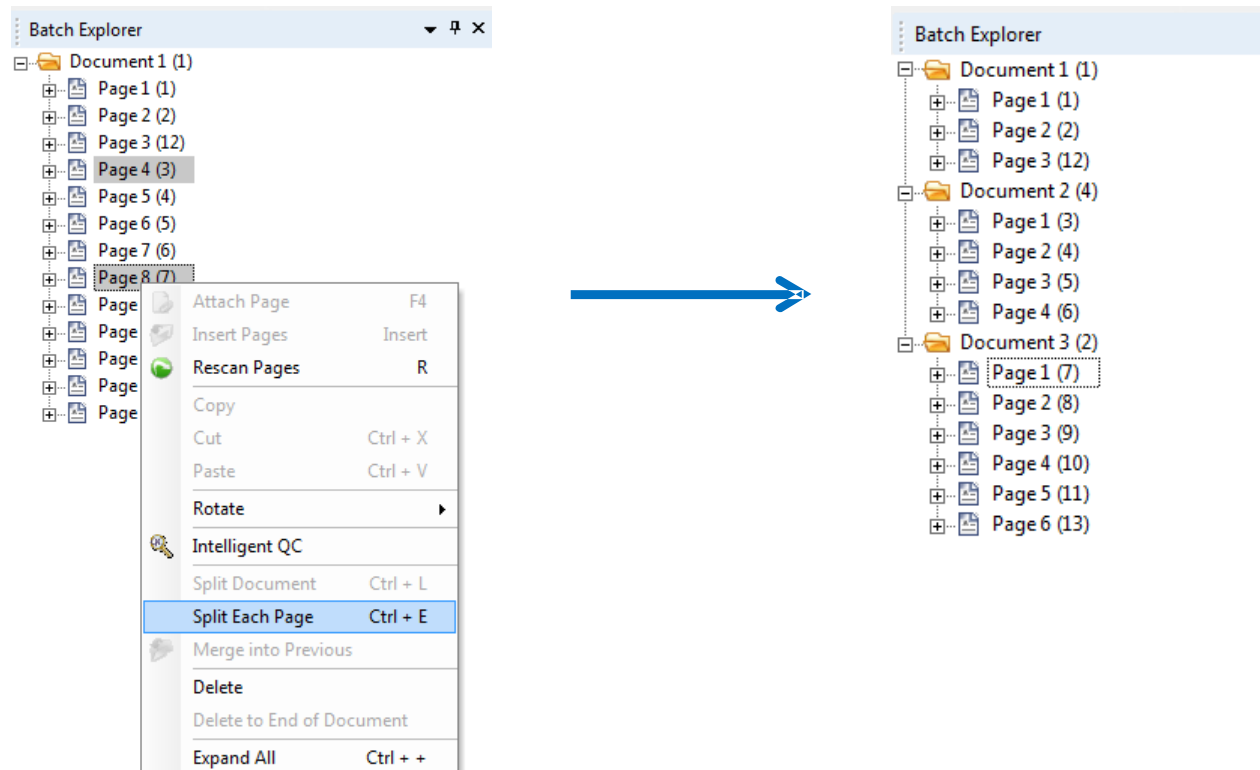 Batch Explorer
Document 1 (1)
Page 1 (1)
Page 2 (2)
Page 3 (12)
Page 4 (3)
Page 5 (4)
Page 6 (5)
Page 7 (6)
Page 8 (7)
Page
Page
Page
Page
Page
Attach Page F4
Insert Pages Insert
Rescan Pages R
Copy
Cut Ctrl + X
Paste Ctrl + V
Rotate
Intelligent QC
Split Document Ctrl + L
Split Each Page Ctrl + E
Merge into Previous
Delete
Delete to End of Document
Expand All Ctrl + +
Batch Explorer
Document 1 (1)
Page 1 (1)
Page 2 (2)
Page 3 (12)
Document 2 (4)
Page 1 (3)
Page 2 (4)
Page 3 (5)
Page 4 (6)
Document 3 (2)
Page 1 (7)
Page 2 (8)
Page 3 (9)
Page 4 (10)
Page 5 (11)
Page 6 (13)